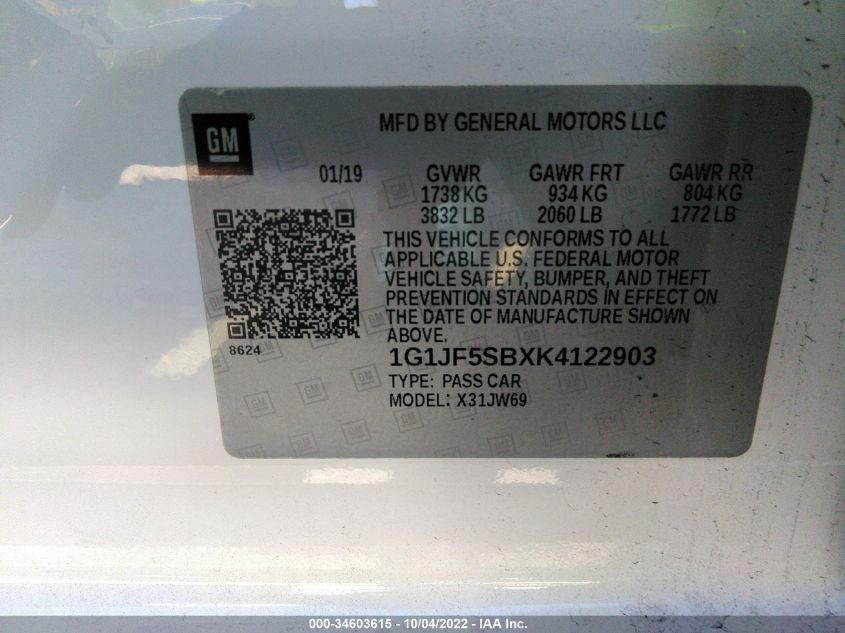 GM
®
MFD BY GENERAL MOTORS LLC
01/19 GVWR GAWR FRT GAWR RR
1738 KG 934 KG 804 KG
3832 LB 2060 LB 1772 LB
THIS VEHICLE CONFORMS TO ALL
APPLICABLE U.S. FEDERAL MOTOR
VEHICLE SAFETY, BUMPER, AND THEFT
PREVENTION STANDARDS IN EFFECT ON
THE DATE OF MANUFACTURE SHOWN
ABOVE.
8624
1G1JF5SBXK4122903
TYPE: PASS CAR
MODEL: X31JW69
000-34603615 - 10/04/2022 - IAA Inc.